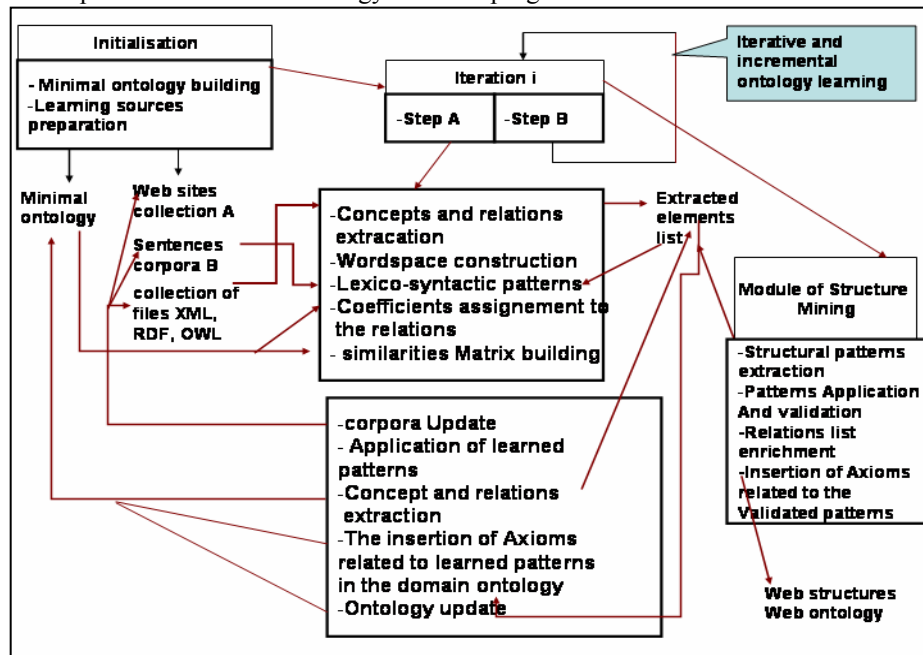 Initialisation
- Minimal ontology building
-Learning sources
preparation
Iteration i
-Step A
-Step B
Iterative and
incremental
ontology learning
Minimal
ontology
Web sites
collection A
Sentences
corpora B
collection of
files XML,
RDF, OWL
-Concepts and relations
extracation
-Wordspace construction
-Lexico-syntactic patterns
-Coefficients assignement to
the relations
- similarities Matrix building
Extracted
elements
list
Module of Structure
Mining
-Structural patterns
extraction
-Patterns Application
And validation
-Relations list
enrichment
-Insertion of Axioms
related to the
Validated patterns
-corpora Update
- Application of learned
patterns
-Concept and relations
extraction
-The insertion of Axioms
related to learned patterns
in the domain ontology
-Ontology update
Web structures
Web ontology